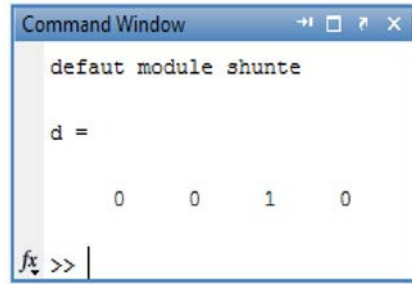 Command Window
defaut module shunte
d =
0 0 1 0
fx >>